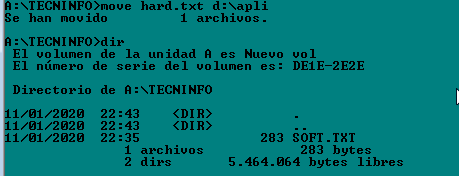 A:\TECNINFO>move hard.txt d:\apli
Se han movido         1 archivos.
A:\TECNINFO>dir
El volumen de la unidad A es Nuevo vol
El número de serie del volumen es: DE1E-2E2E
Directorio de A:\TECNINFO
11/01/2020  22:43    <DIR>          .
11/01/2020  22:43    <DIR>          ..
11/01/2020  22:35               283 SOFT.TXT
1 archivos            283 bytes
2 dirs       5.464.064 bytes libres